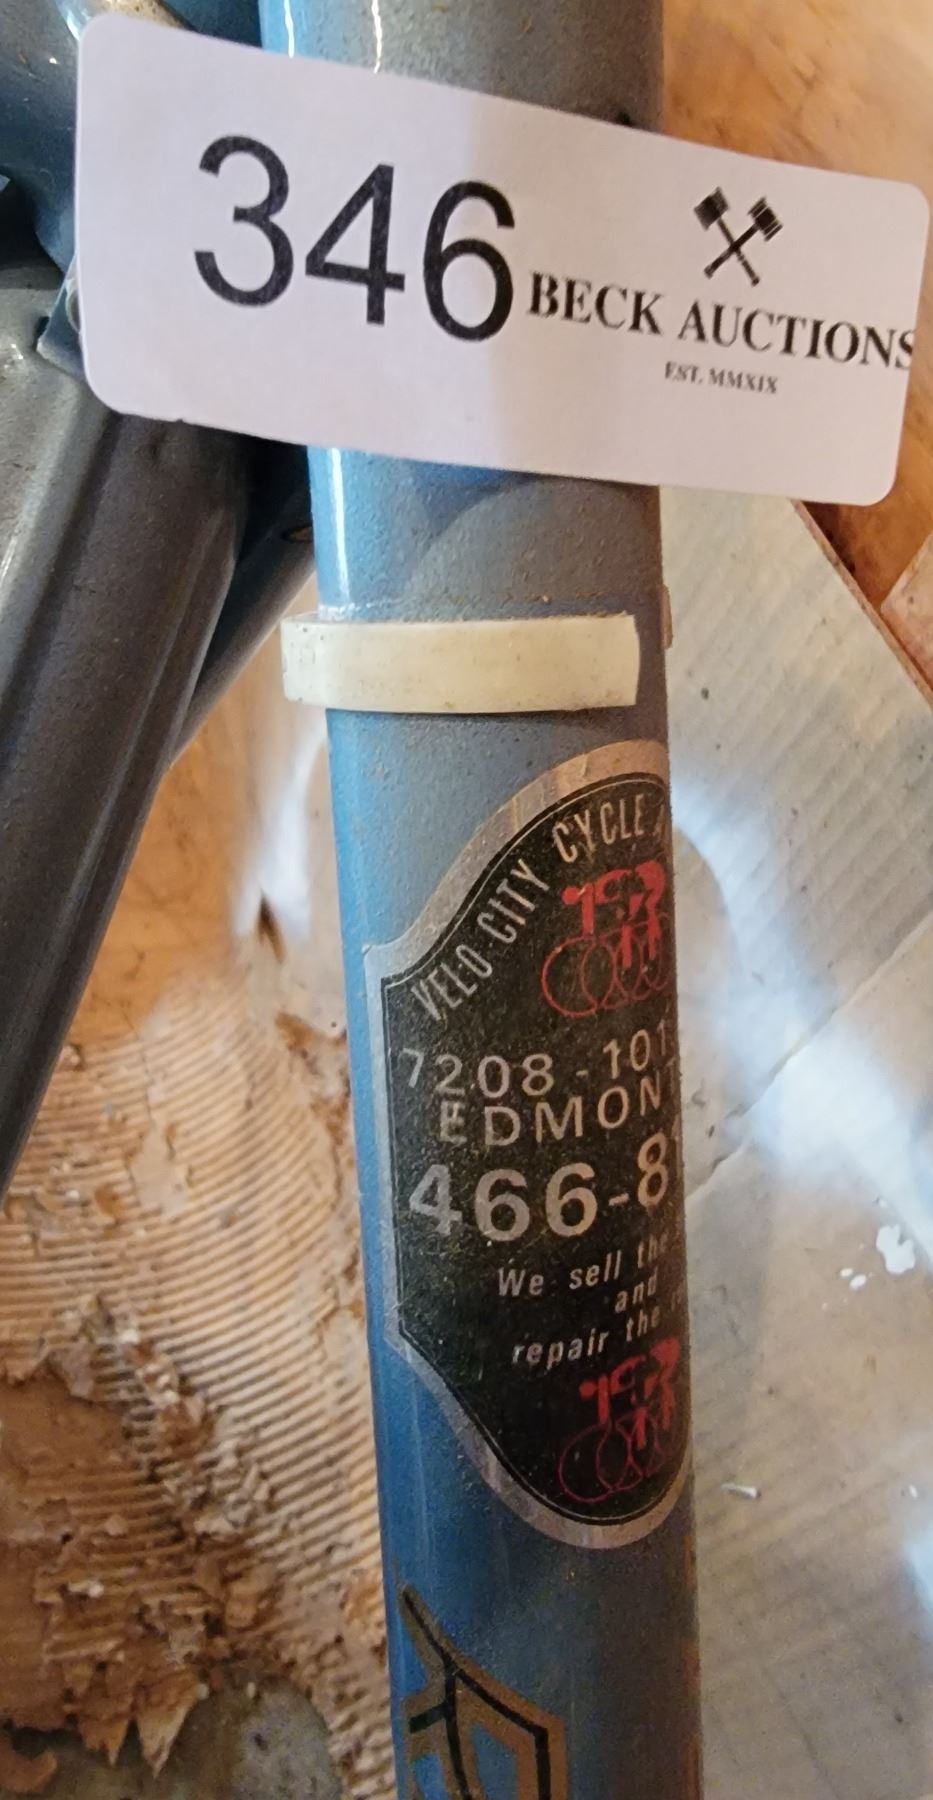 346
BECK AUCTIONS
EST. MMXIX
VELO-CITY CYCLE
7208 - 101
EDMONT
466-8
We sell the
and
repair the